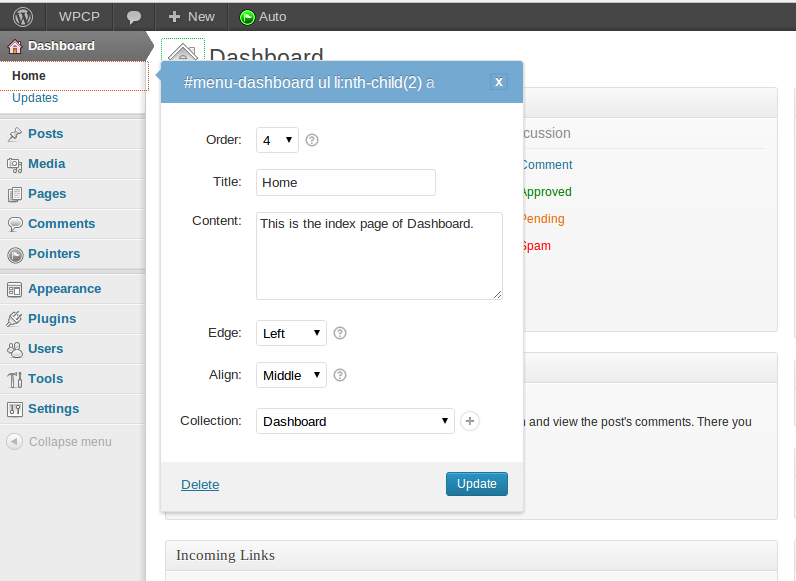 WPCP
New
Auto
Dashboard
Dashboard
Home
Updates
Posts
Media
Pages
Comments
Pointers
Appearance
Plugins
Users
Tools
Settings
Collapse menu
#menu-dashboard ul li:nth-child(2) a
x
Order: 4 ?
Title: Home
Content: This is the index page of Dashboard.
Edge: Left ?
Align: Middle ?
Collection: Dashboard +
Delete
Update
cussion
Comment
Approved
Pending
Spam
and view the post's comments. There you
Incoming Links